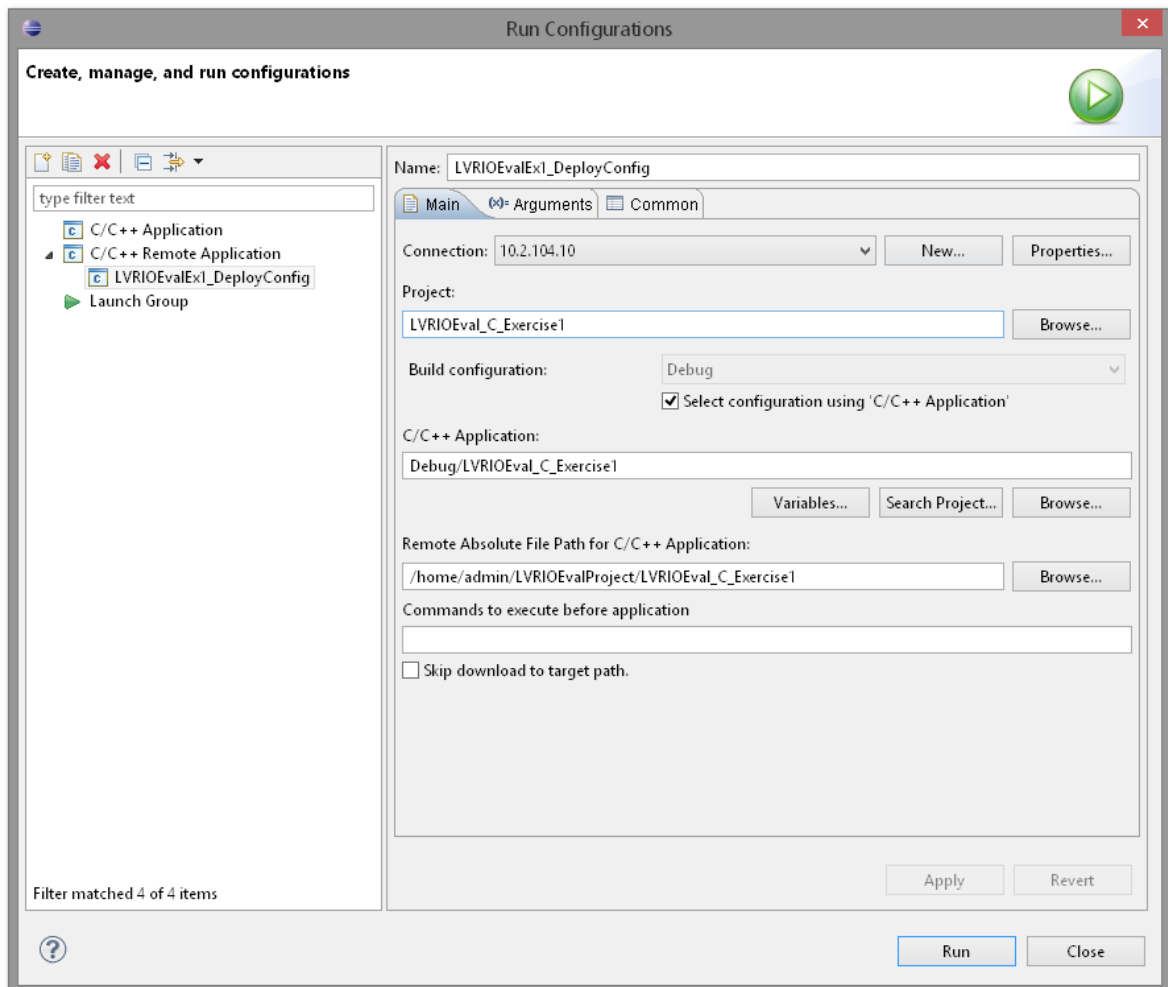 Run Configurations
Create, manage, and run configurations
type filter text
C/C++ Application
C/C++ Remote Application
LVRIOEvalEx1_DeployConfig
Launch Group
Filter matched 4 of 4 items
Name: LVRIOEvalEx1_DeployConfig
Main (x)= Arguments Common
Connection: 10.2.104.10 New... Properties...
Project:
LVRIOEval_C_Exercise1 Browse...
Build configuration: Debug
Select configuration using 'C/C++ Application'
C/C++ Application:
Debug/LVRIOEval_C_Exercise1
Variables... Search Project... Browse...
Remote Absolute File Path for C/C++ Application:
/home/admin/LVRIOEvalProject/LVRIOEval_C_Exercise1 Browse...
Commands to execute before application
Skip download to target path.
Apply Revert
Run Close